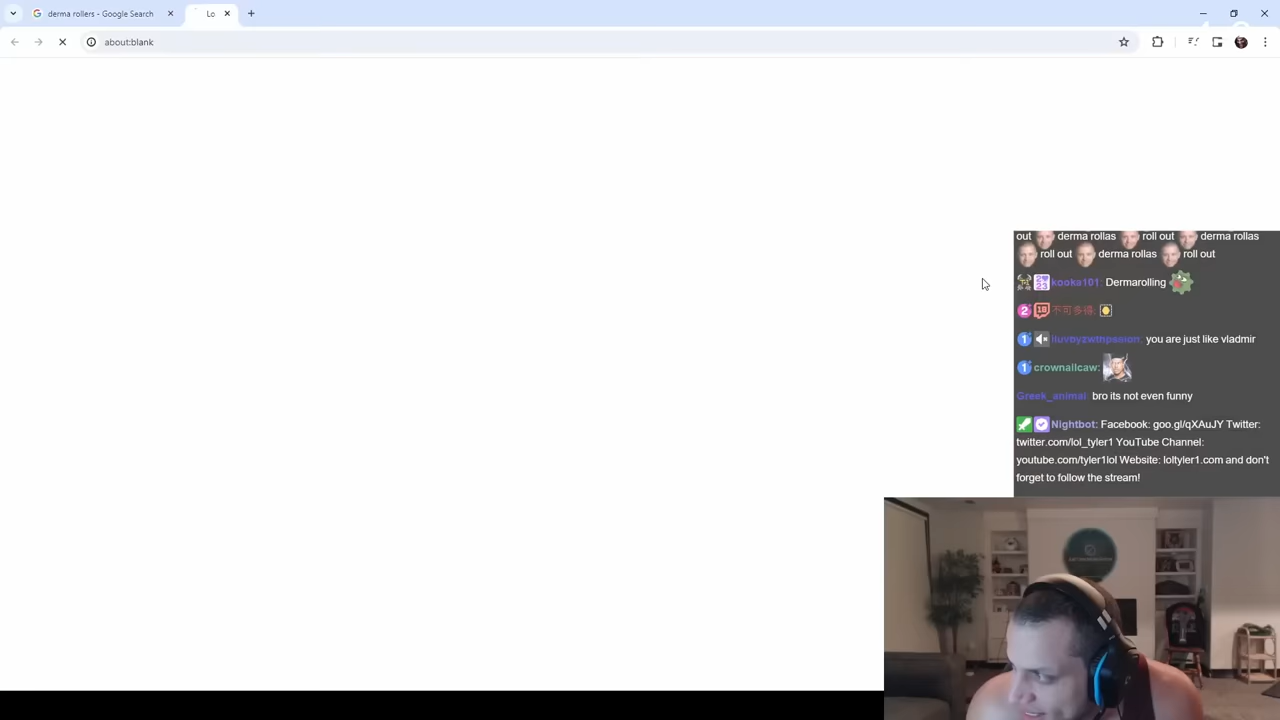 derma rollers - Google Search
Lo
about:blank
out derma rollas roll out derma rollas
roll out derma rollas roll out
kooka101: Dermarolling
不可多得:
you are just like vladmir
crownallcaw:
Greek_animal: bro its not even funny
Nightbot: Facebook: goo.gl/qXAuJY Twitter:
twitter.com/lol_tyler1 YouTube Channel:
youtube.com/tyler1lol Website: loltyler1.com and don't
forget to follow the stream!